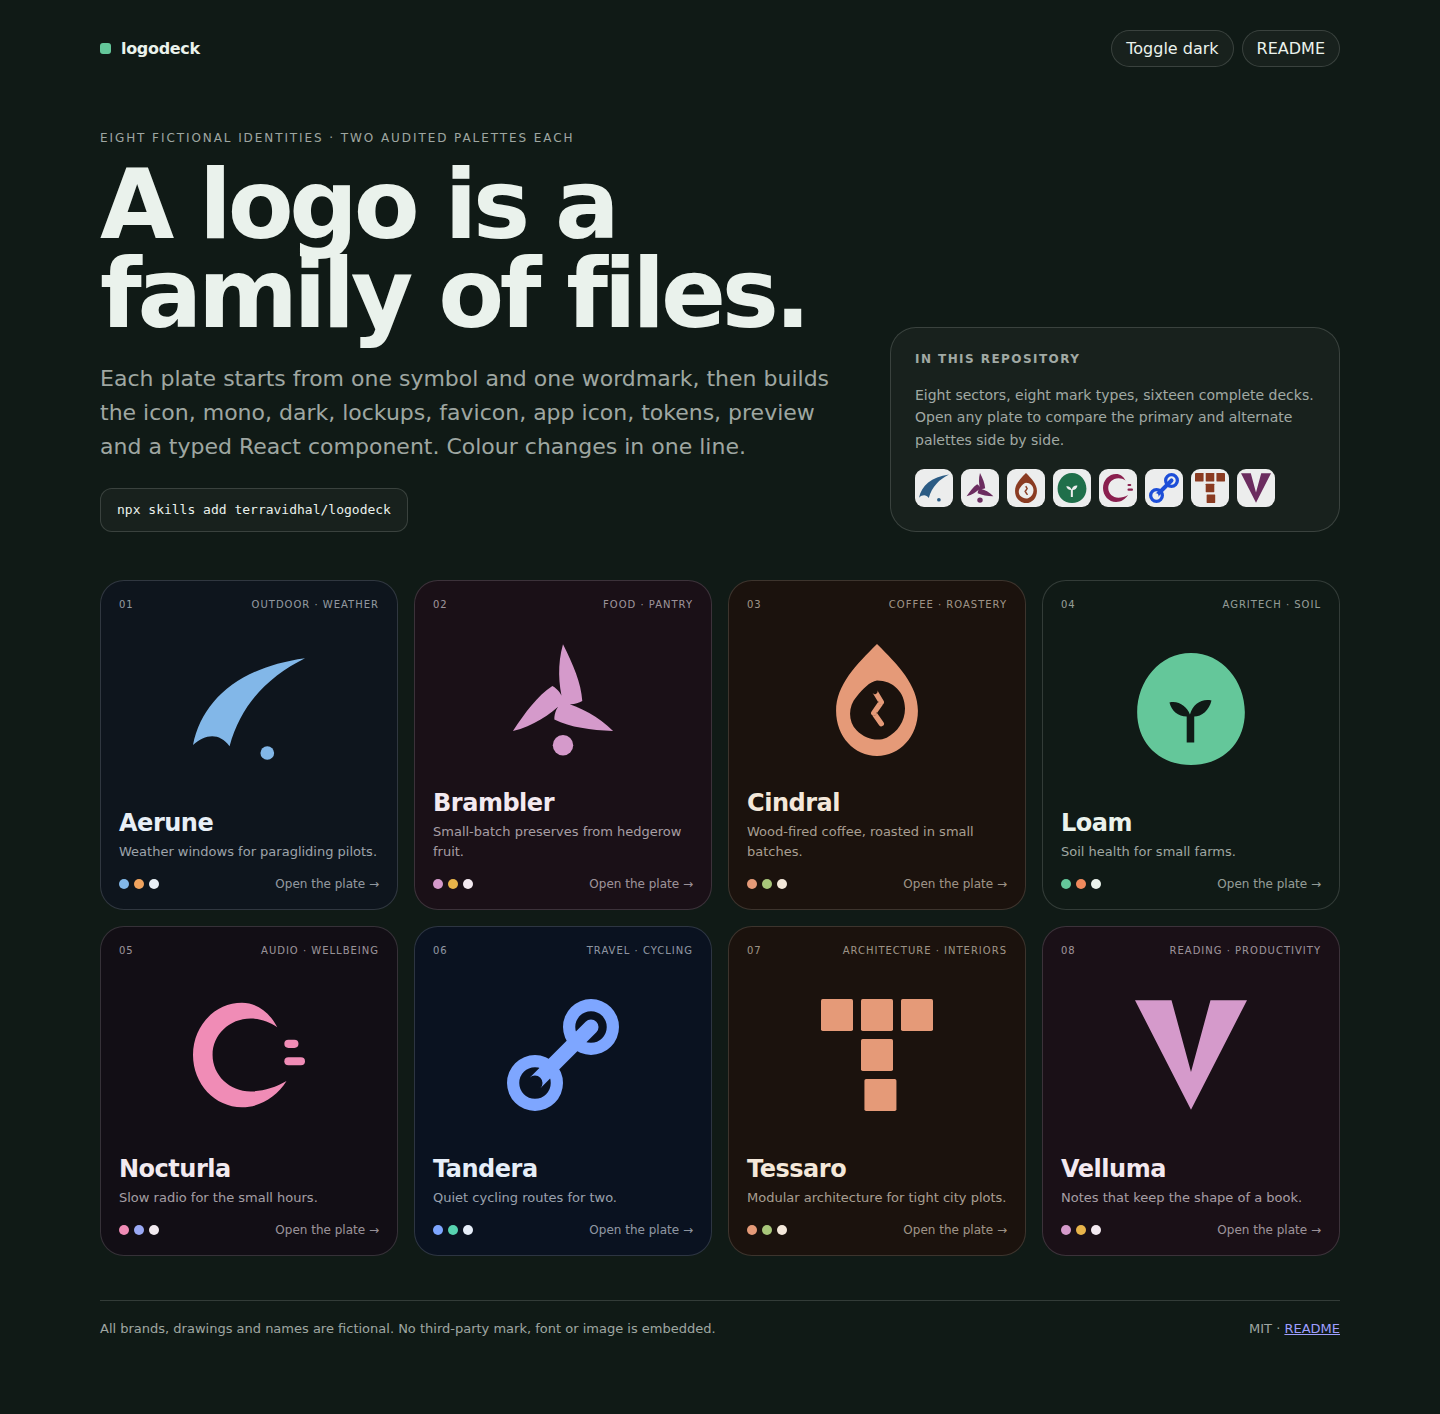 logodeck
Toggle dark
README
EIGHT FICTIONAL IDENTITIES · TWO AUDITED PALETTES EACH
A logo is a
family of files.
Each plate starts from one symbol and one wordmark, then builds
the icon, mono, dark, lockups, favicon, app icon, tokens, preview
and a typed React component. Colour changes in one line.
npx skills add terravidhal/logodeck
IN THIS REPOSITORY
Eight sectors, eight mark types, sixteen complete decks.
Open any plate to compare the primary and alternate
palettes side by side.
01
OUTDOOR · WEATHER
Aerune
Weather windows for paragliding pilots.
Open the plate →
02
FOOD · PANTRY
Brambler
Small-batch preserves from hedgerow
fruit.
Open the plate →
03
COFFEE · ROASTERY
Cindral
Wood-fired coffee, roasted in small
batches.
Open the plate →
04
AGRITECH · SOIL
Loam
Soil health for small farms.
Open the plate →
05
AUDIO · WELLBEING
Nocturla
Slow radio for the small hours.
Open the plate →
06
TRAVEL · CYCLING
Tandera
Quiet cycling routes for two.
Open the plate →
07
ARCHITECTURE · INTERIORS
Tessaro
Modular architecture for tight city plots.
Open the plate →
08
READING · PRODUCTIVITY
Velluma
Notes that keep the shape of a book.
Open the plate →
All brands, drawings and names are fictional. No third-party mark, font or image is embedded.
MIT · README